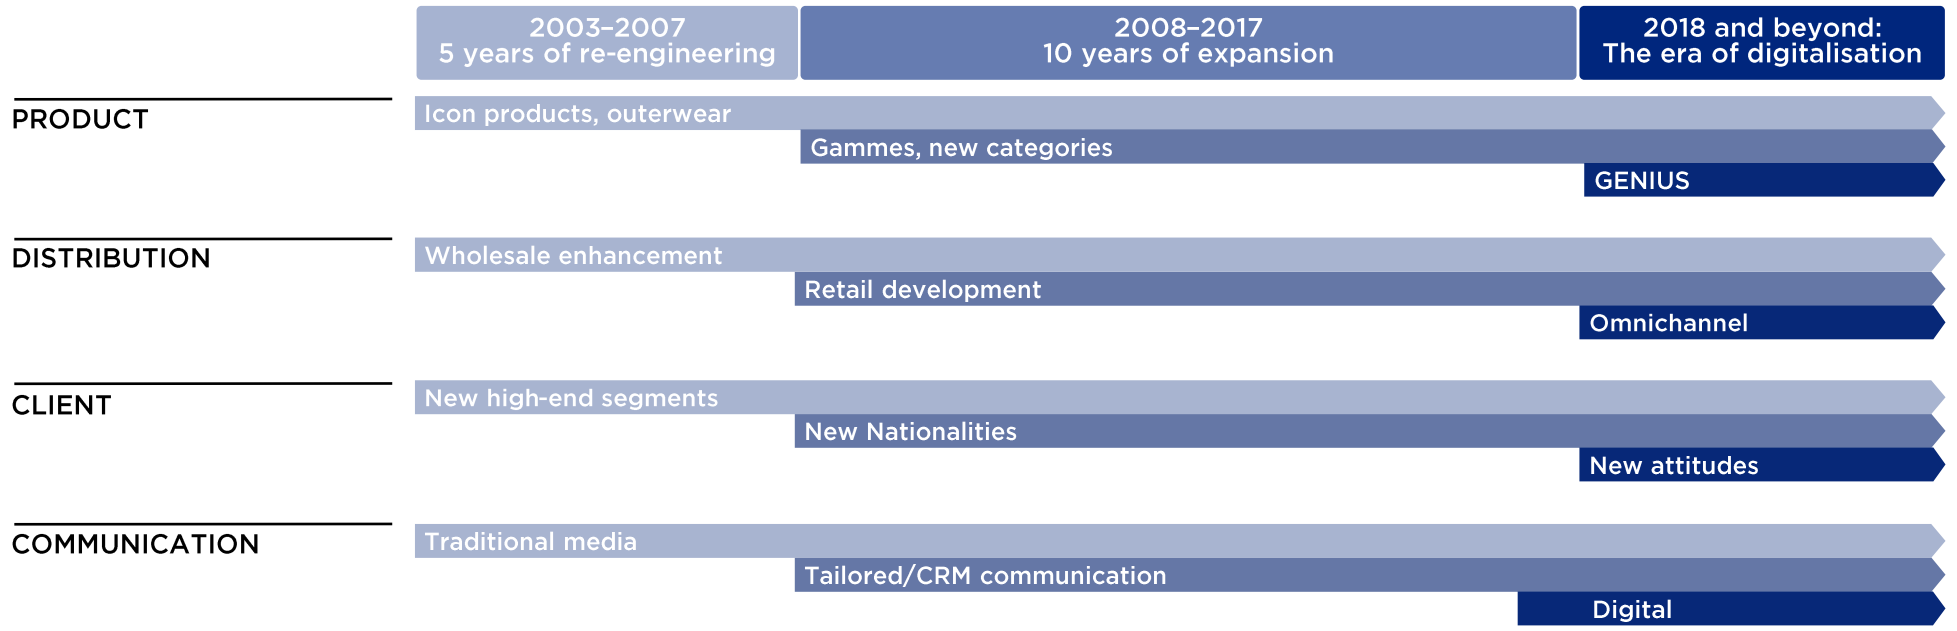 2003–2007
5 years of re-engineering
2008–2017
10 years of expansion
2018 and beyond:
The era of digitalisation
PRODUCT
Icon products, outerwear
Gammes, new categories
GENIUS
DISTRIBUTION
Wholesale enhancement
Retail development
Omnichannel
CLIENT
New high-end segments
New Nationalities
New attitudes
COMMUNICATION
Traditional media
Tailored/CRM communication
Digital